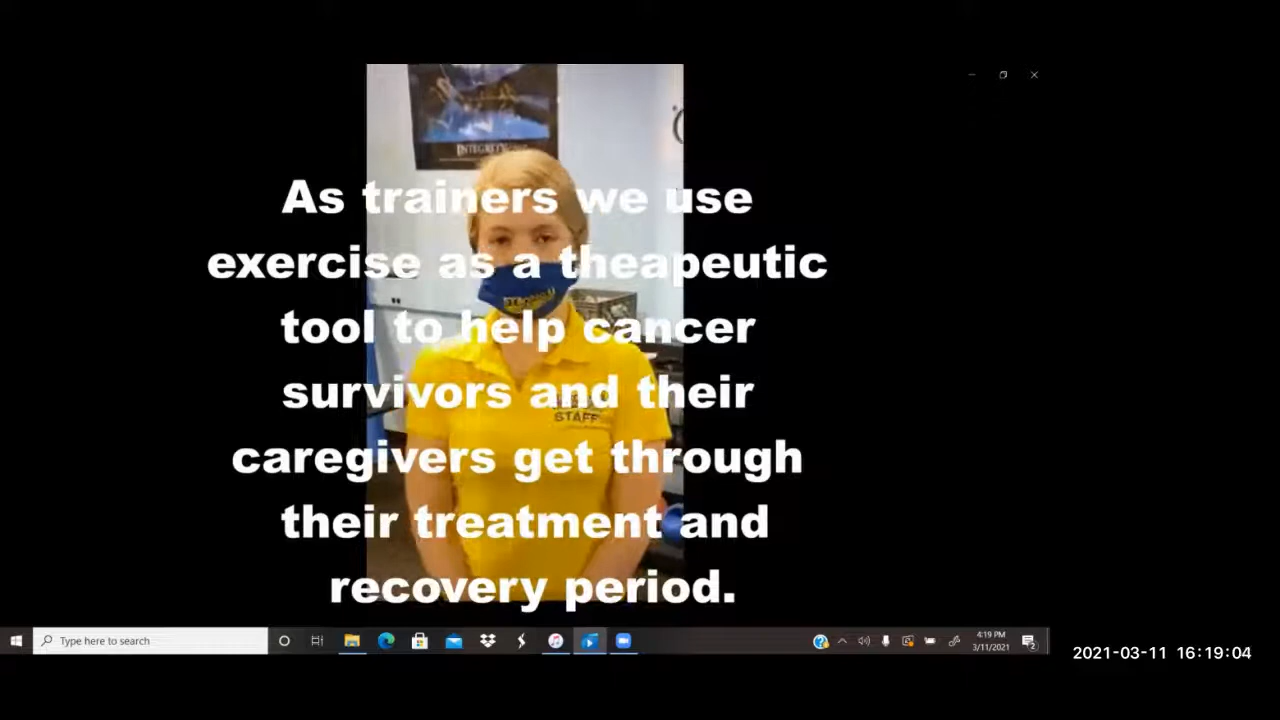 INTEGRITY
As trainers we use
exercise as a theapeutic
tool to help cancer
survivors and their
caregivers get through
their treatment and
recovery period.
STAFF
Type here to search
4:19 PM
3/11/2021
2
2021-03-11 16:19:04